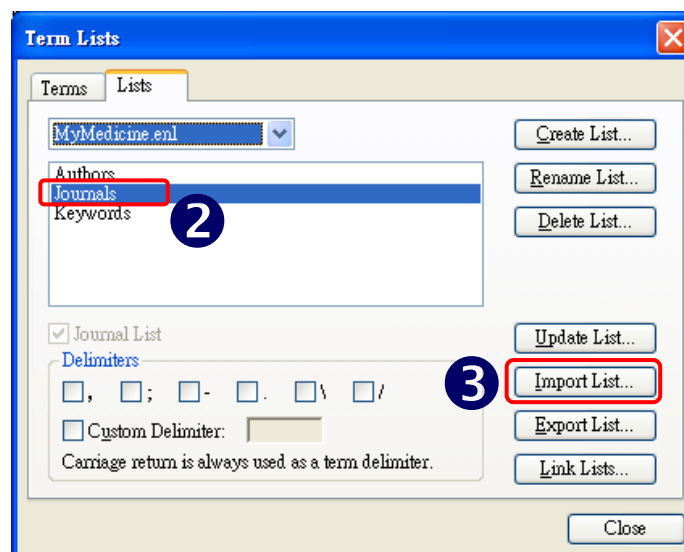 Term Lists
Terms Lists
MyMedicine.enl
Create List...
Authors
Rename List...
Journals
Keywords
2
Delete List...
Journal List
Update List...
Delimiters
, ; - . \ /
3
Import List...
Custom Delimiter:
Export List...
Carriage return is always used as a term delimiter.
Link Lists...
Close